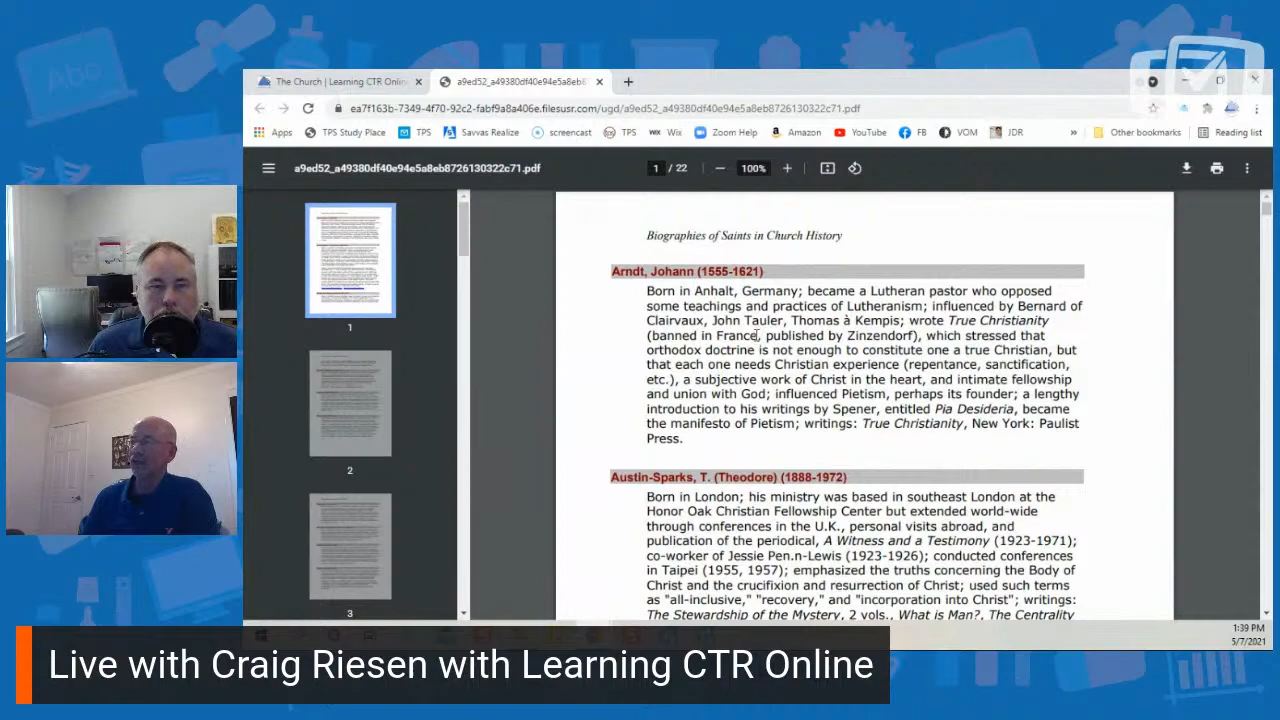 Abc
The Church | Learning CTR Onlin
a9ed52_a49380df40e94e5a8eb8
ea7f163b-7349-4f70-92c2-fabf9a8a406e.filesusr.com/ugd/a9ed52_a49380df40e94e5a8eb8726130322c71.pdf
Apps TPS Study Place TPS Savvas Realize screencast TPS Wix Zoom Help Amazon YouTube FB VOM JDR » Other bookmarks Reading list
a9ed52_a49380df40e94e5a8eb8726130322c71.pdf 1 / 22 100%
1
2
3
Biographies of Saints in Church History
Arndt, Johann (1555-1621)
Born in Anhalt, Germany; became a Lutheran pastor who opposed
some teachings and practices of Lutheranism; influenced by Bernard of
Clairvaux, John Tauler, Thomas à Kempis; wrote True Christianity
(banned in France, published by Zinzendorf), which stressed that
orthodox doctrine is not enough to constitute one a true Christian, but
that each one needs Christian experience (repentance, sanctification,
etc.), a subjective work of Christ in the heart, and intimate fellowship
and union with God; influenced Pietism, perhaps its founder; a lengthy
introduction to his writings by Spener, entitled Pia Desideria, became
the manifesto of Pietism; writings: True Christianity, New York: Paulist
Press.
Austin-Sparks, T. (Theodore) (1888-1972)
Born in London; his ministry was based in southeast London at the
Honor Oak Christian Fellowship Center but extended world-wide
through conferences in the U.K., personal visits abroad, and
publication of the periodical, A Witness and a Testimony (1923-1971);
co-worker of Jessie Penn-Lewis (1923-1926); conducted conferences
in Taipei (1955, 1957); emphasized the truths concerning the Body of
Christ and the crucifixion and resurrection of Christ; used such terms
as "all-inclusive," "recovery," and "incorporation into Christ"; writings:
The Stewardship of the Mystery, 2 vols., What is Man?, The Centrality
1:39 PM
5/7/2021
Live with Craig Riesen with Learning CTR Online